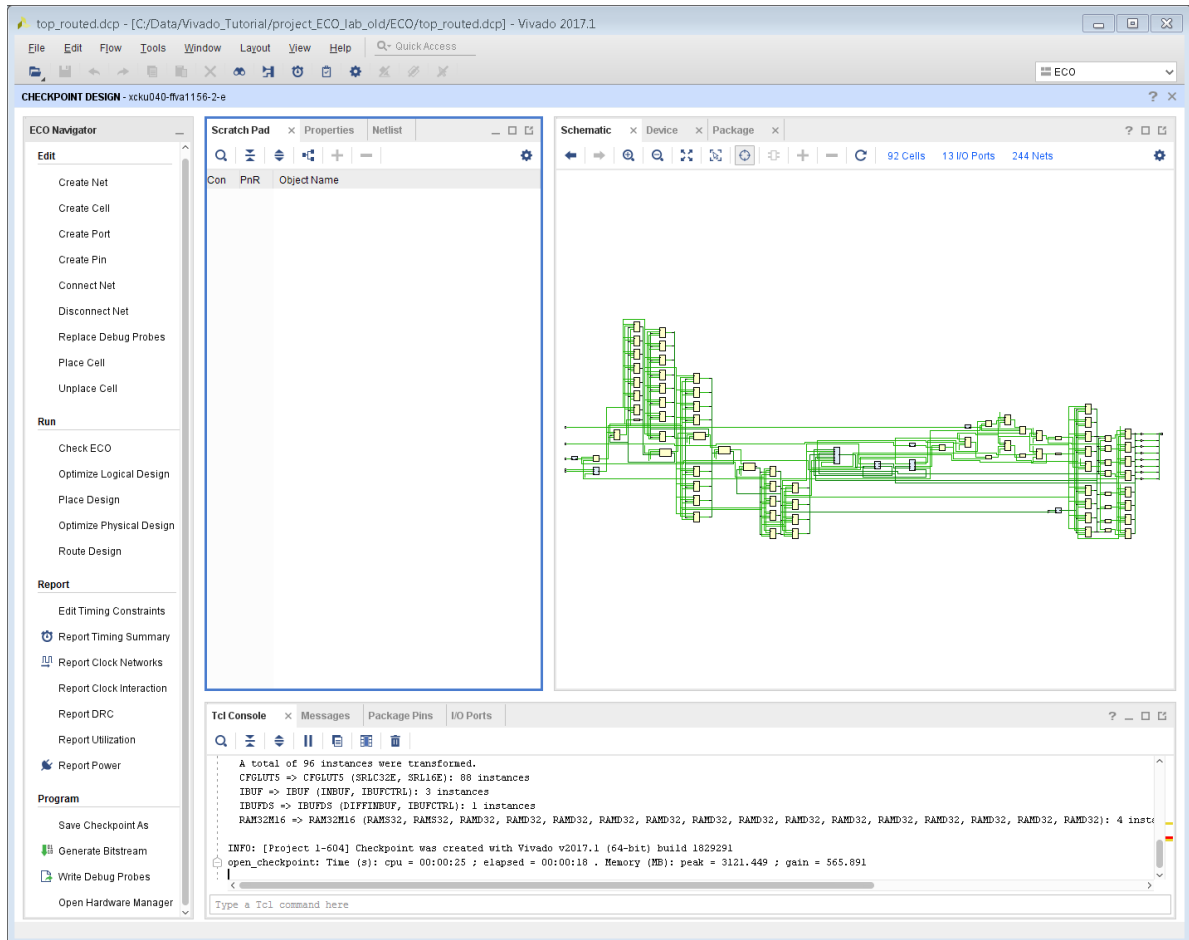 top_routed.dcp - [C:/Data/Vivado_Tutorial/project_ECO_lab_old/ECO/top_routed.dcp] - Vivado 2017.1
File Edit Flow Tools Window Layout View Help Quick Access
ECO
CHECKPOINT DESIGN - xcku040-ffva1156-2-e
ECO Navigator
Edit
Create Net
Create Cell
Create Port
Create Pin
Connect Net
Disconnect Net
Replace Debug Probes
Place Cell
Unplace Cell
Run
Check ECO
Optimize Logical Design
Place Design
Optimize Physical Design
Route Design
Report
Edit Timing Constraints
Report Timing Summary
Report Clock Networks
Report Clock Interaction
Report DRC
Report Utilization
Report Power
Program
Save Checkpoint As
Generate Bitstream
Write Debug Probes
Open Hardware Manager
Scratch Pad Properties Netlist
Con PnR Object Name
Schematic Device Package
92 Cells 13 I/O Ports 244 Nets
Tcl Console Messages Package Pins I/O Ports
A total of 96 instances were transformed.
CFGLUT5 => CFGLUT5 (SRLC32E, SRL16E): 88 instances
IBUF => IBUF (INBUF, IBUFCTRL): 3 instances
IBUFDS => IBUFDS (DIFFINBUF, IBUFCTRL): 1 instances
RAM32M16 => RAM32M16 (RAMS32, RAMS32, RAMD32, RAMD32, RAMD32, RAMD32, RAMD32, RAMD32, RAMD32, RAMD32, RAMD32, RAMD32, RAMD32, RAMD32, RAMD32, RAMD32): 4 insta
INFO: [Project 1-604] Checkpoint was created with Vivado v2017.1 (64-bit) build 1829291
open_checkpoint: Time (s): cpu = 00:00:25 ; elapsed = 00:00:18 . Memory (MB): peak = 3121.449 ; gain = 565.891
Type a Tcl command here